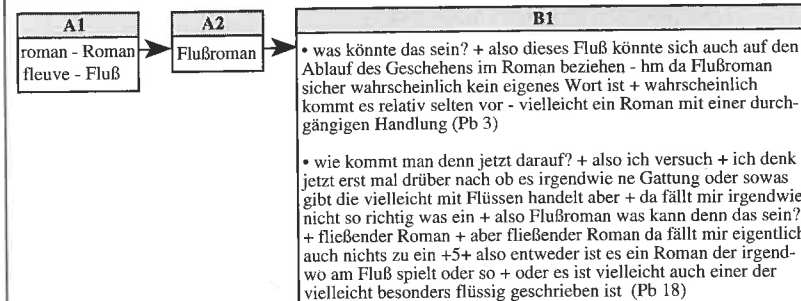 A1
roman - Roman
fleuve - Fluß
A2
Flußroman
B1
• was könnte das sein? + also dieses Fluß könnte sich auch auf den
Ablauf des Geschehens im Roman beziehen - hm da Flußroman
sicher wahrscheinlich kein eigenes Wort ist + wahrscheinlich
kommt es relativ selten vor - vielleicht ein Roman mit einer durch-
gängigen Handlung (Pb 3)
• wie kommt man denn jetzt darauf? + also ich versuch + ich denk
jetzt erst mal drüber nach ob es irgendwie ne Gattung oder sowas
gibt die vielleicht mit Flüssen handelt aber + da fällt mir irgendwie
nicht so richtig was ein + also Flußroman was kann denn das sein?
+ fließender Roman + aber fließender Roman da fällt mir eigentlich
auch nichts zu ein +5+ also entweder ist es ein Roman der irgend-
wo am Fluß spielt oder so + oder es ist vielleicht auch einer der
vielleicht besonders flüssig geschrieben ist (Pb 18)